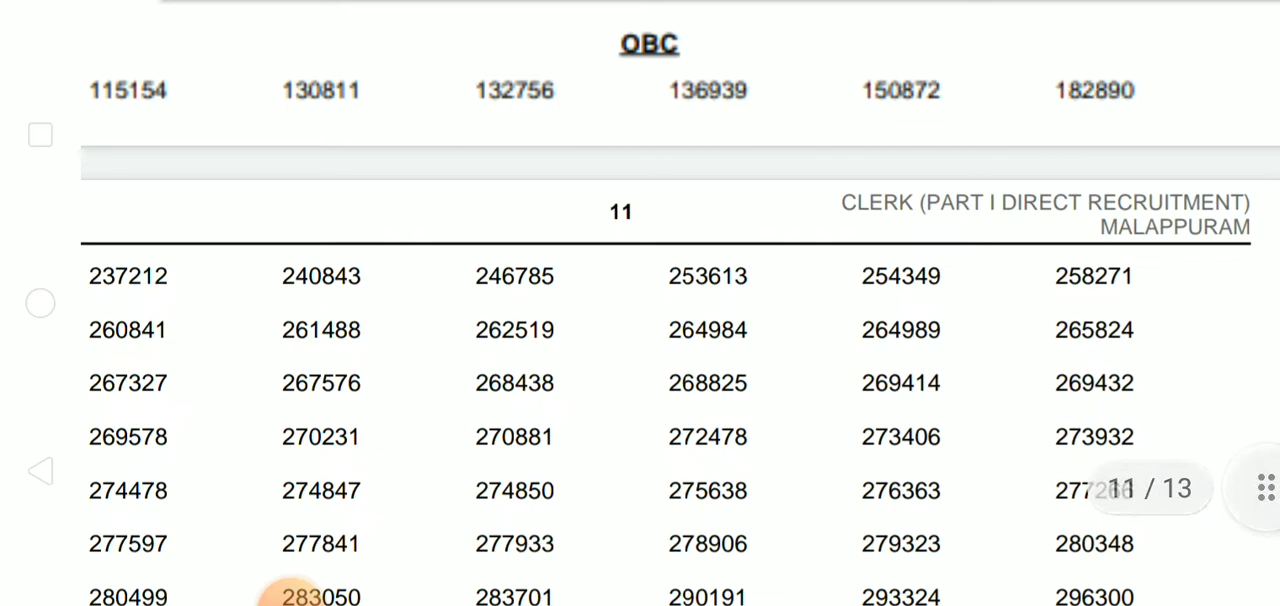 OBC
115154 130811 132756 136939 150872 182890
11
CLERK (PART I DIRECT RECRUITMENT)
MALAPPURAM
237212 240843 246785 253613 254349 258271
260841 261488 262519 264984 264989 265824
267327 267576 268438 268825 269414 269432
269578 270231 270881 272478 273406 273932
274478 274847 274850 275638 276363
11 / 13
277597 277841 277933 278906 279323 280348
280499 283050 283701 290191 293324 296300